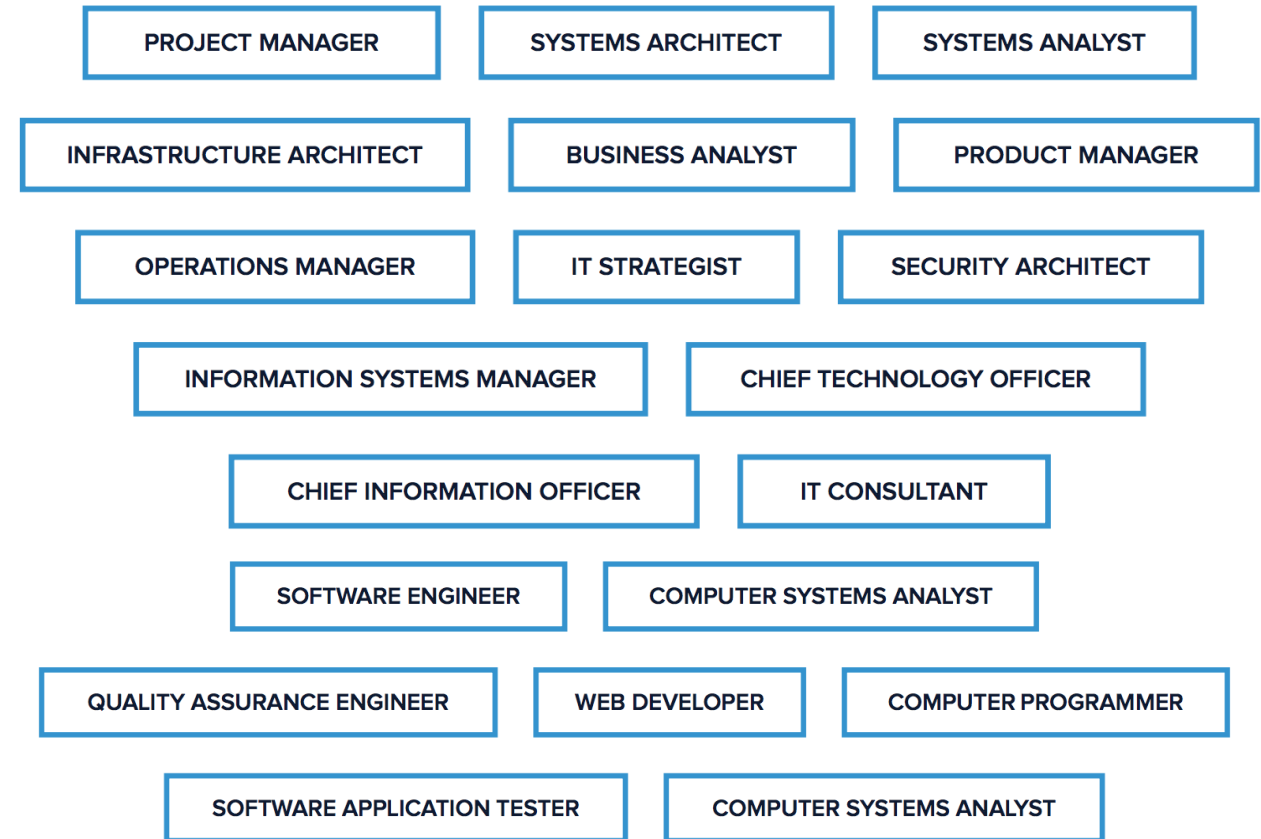 PROJECT MANAGER
SYSTEMS ARCHITECT
SYSTEMS ANALYST
INFRASTRUCTURE ARCHITECT
BUSINESS ANALYST
PRODUCT MANAGER
OPERATIONS MANAGER
IT STRATEGIST
SECURITY ARCHITECT
INFORMATION SYSTEMS MANAGER
CHIEF TECHNOLOGY OFFICER
CHIEF INFORMATION OFFICER
IT CONSULTANT
SOFTWARE ENGINEER
COMPUTER SYSTEMS ANALYST
QUALITY ASSURANCE ENGINEER
WEB DEVELOPER
COMPUTER PROGRAMMER
SOFTWARE APPLICATION TESTER
COMPUTER SYSTEMS ANALYST